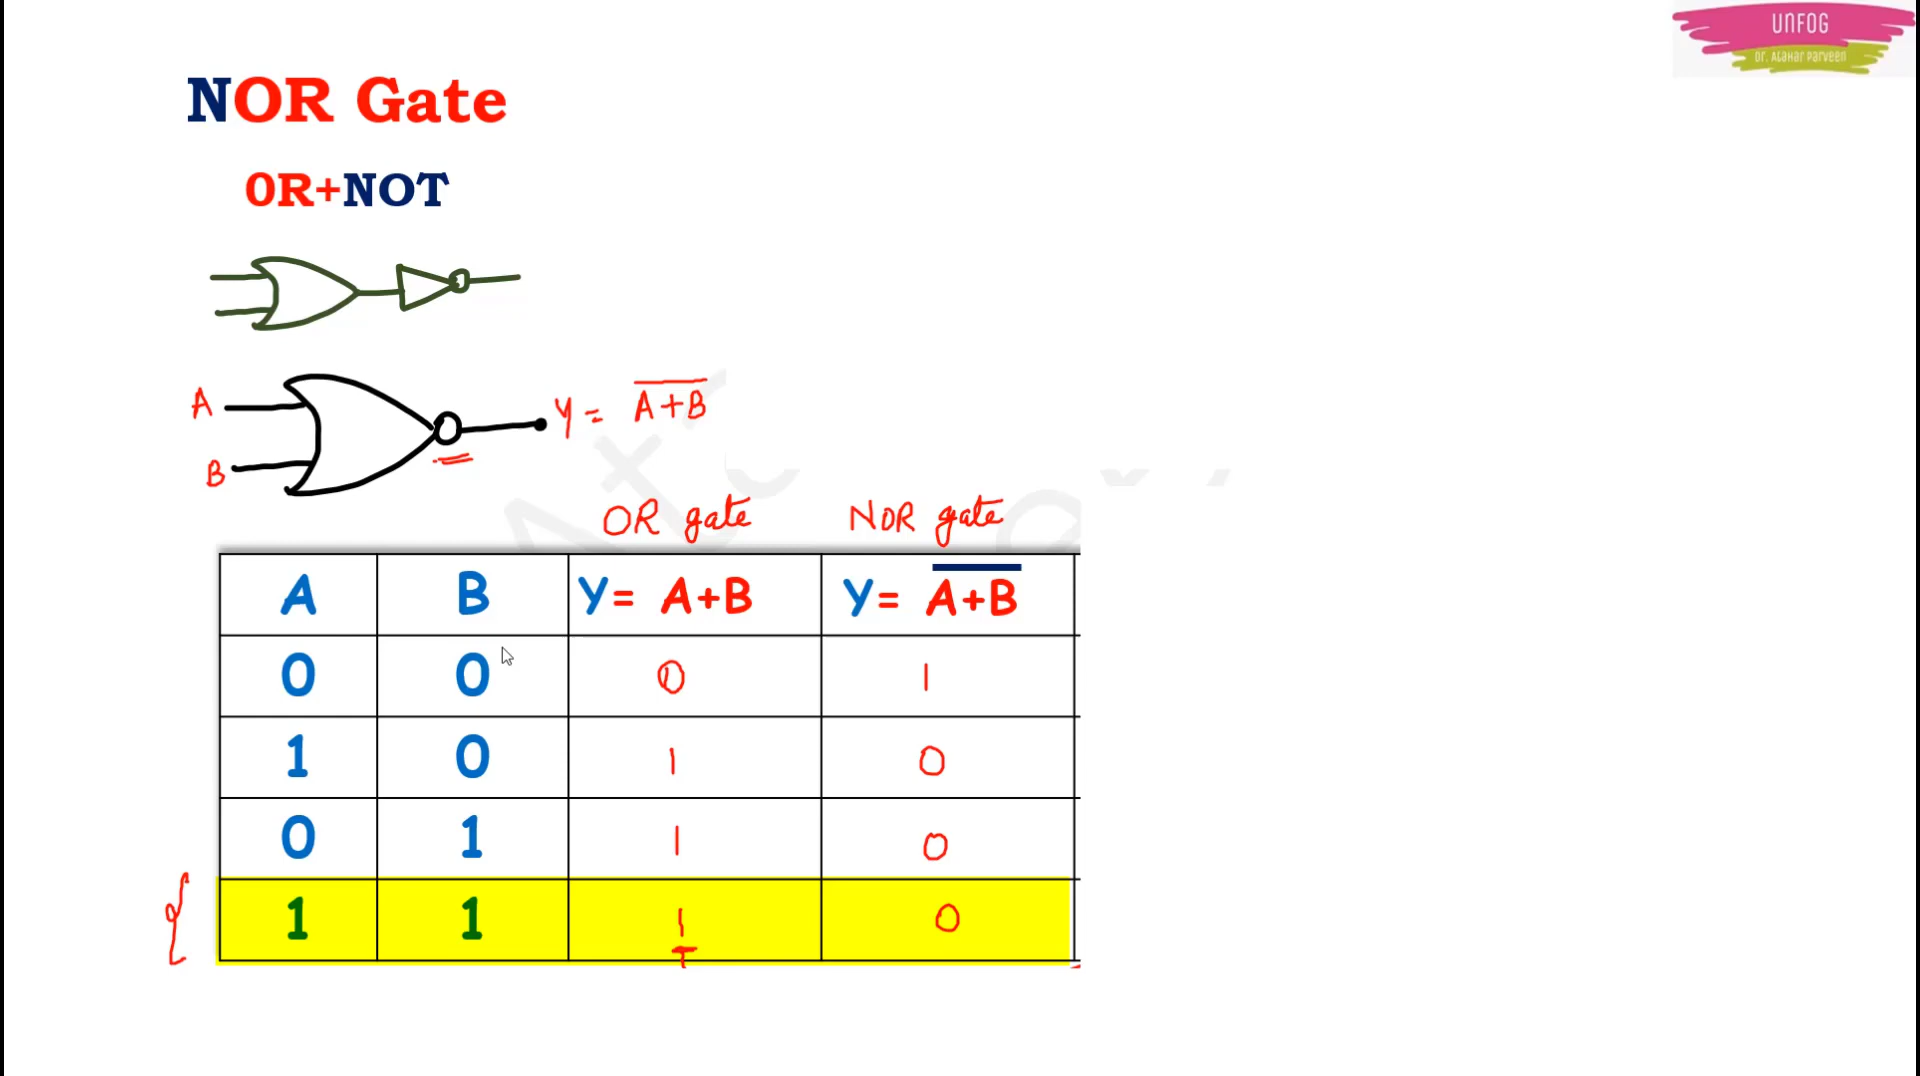 UNFOG
Dr. Atahar Parveen
NOR Gate
OR+NOT
A
Y = A̅+̅B̅
B
OR gate NOR gate
A B Y= A+B Y= A̅+̅B̅
0 0 0 1
1 0 1 0
0 1 1 0
1 1 1 0